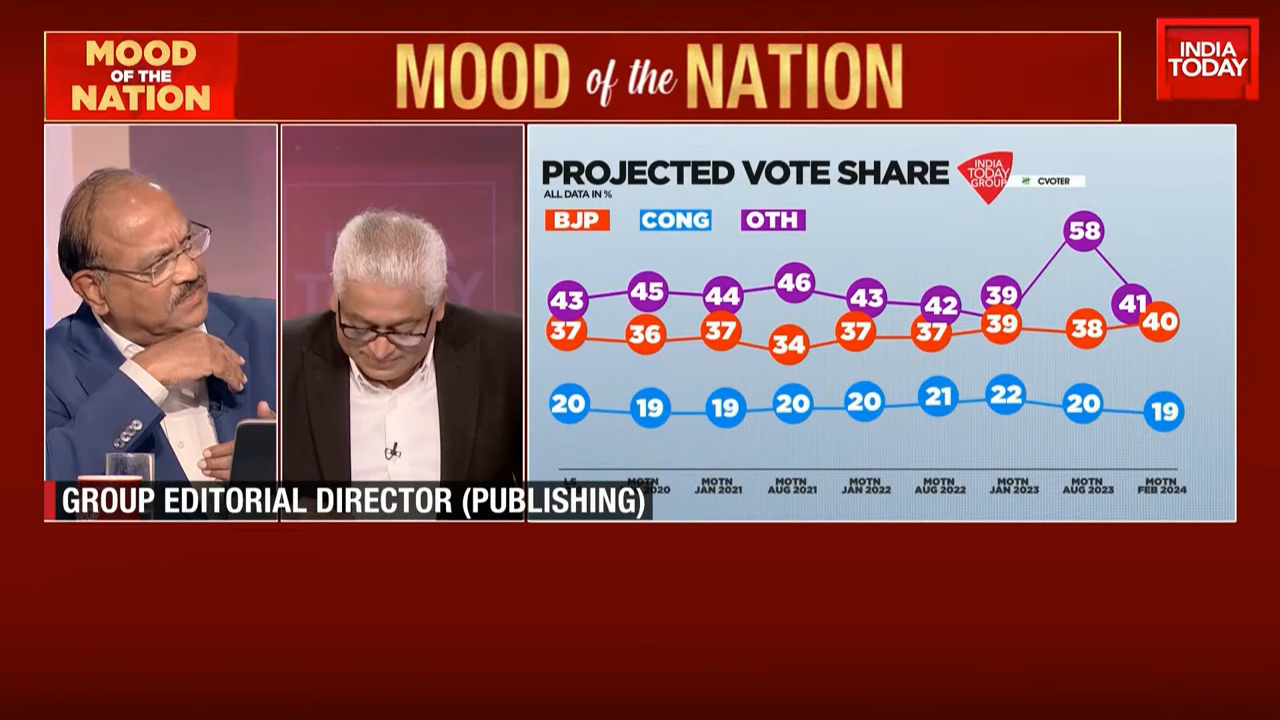 MOOD
OF THE
NATION
MOOD of the NATION
INDIA
TODAY
PROJECTED VOTE SHARE
INDIA
TODAY
GROUP
CVOTER
ALL DATA IN %
BJP CONG OTH
43 45 44 46 43 42 39 58 41
37 36 37 34 37 37 39 38 40
20 19 19 20 20 21 22 20 19
LS MOTN MOTN MOTN MOTN MOTN MOTN MOTN MOTN
2020 JAN 2021 AUG 2021 JAN 2022 AUG 2022 JAN 2023 AUG 2023 FEB 2024
GROUP EDITORIAL DIRECTOR (PUBLISHING)